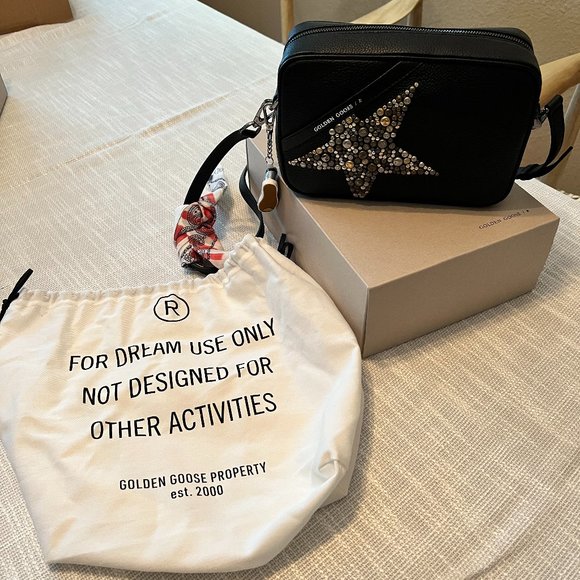 GOLDEN GOOSE / ★
GOLDEN GOOSE / ★
R
FOR DREAM USE ONLY
NOT DESIGNED FOR
OTHER ACTIVITIES
GOLDEN GOOSE PROPERTY
est. 2000